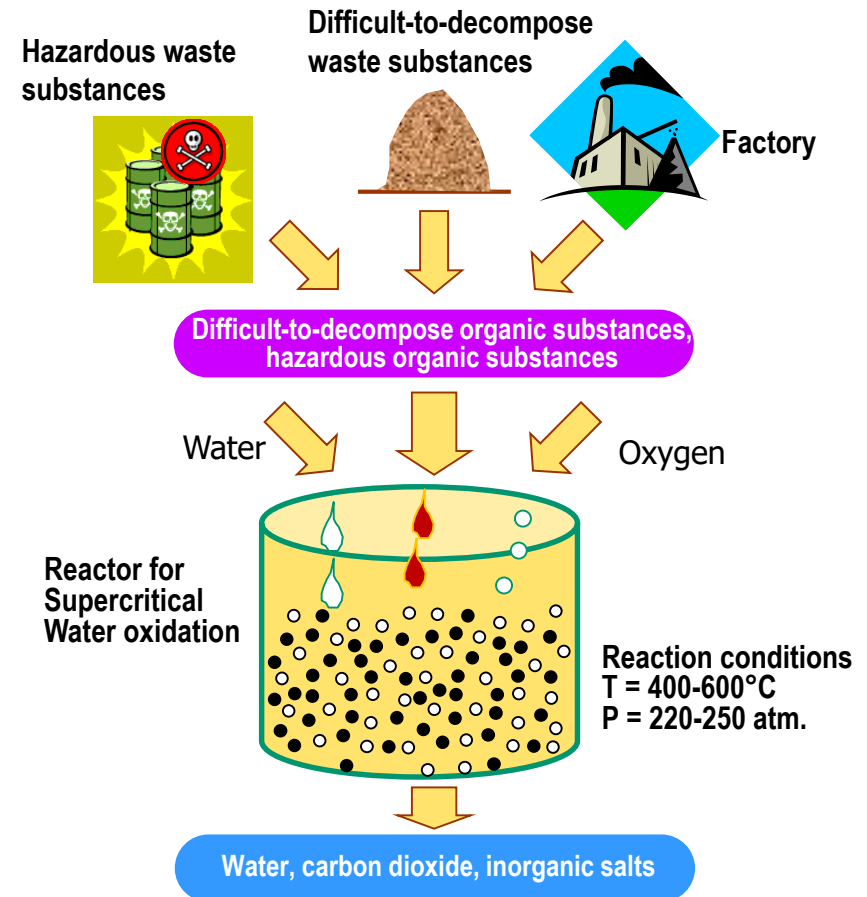 Hazardous waste
substances
Difficult-to-decompose
waste substances
Factory
Difficult-to-decompose organic substances,
hazardous organic substances
Water
Oxygen
Reactor for
Supercritical
Water oxidation
Reaction conditions
T = 400-600°C
P = 220-250 atm.
Water, carbon dioxide, inorganic salts